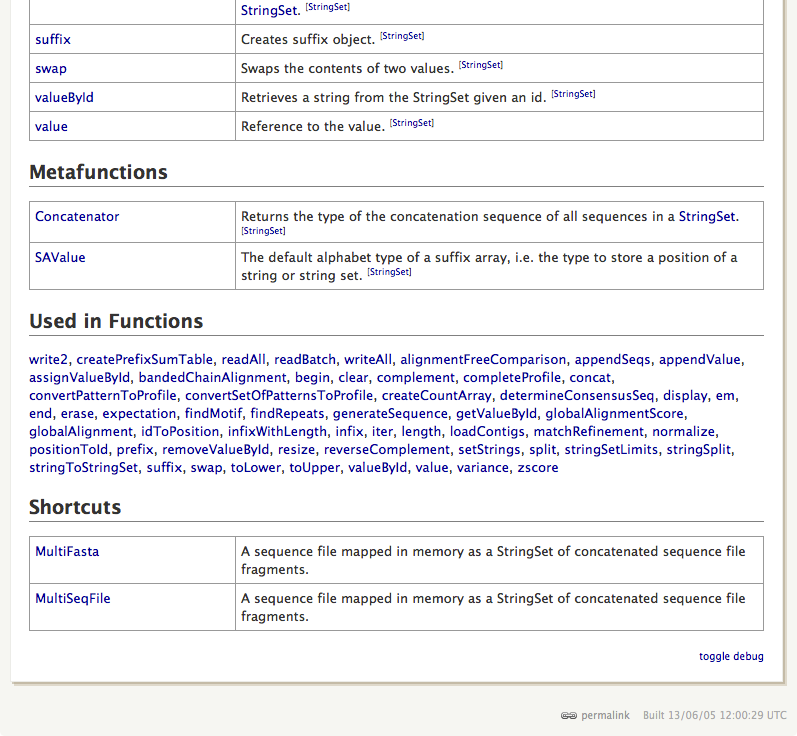 StringSet. [StringSet]
suffix Creates suffix object. [StringSet]
swap Swaps the contents of two values. [StringSet]
valueById Retrieves a string from the StringSet given an id. [StringSet]
value Reference to the value. [StringSet]
Metafunctions
Concatenator Returns the type of the concatenation sequence of all sequences in a StringSet.
[StringSet]
SAValue The default alphabet type of a suffix array, i.e. the type to store a position of a
string or string set. [StringSet]
Used in Functions
write2, createPrefixSumTable, readAll, readBatch, writeAll, alignmentFreeComparison, appendSeqs, appendValue,
assignValueById, bandedChainAlignment, begin, clear, complement, completeProfile, concat,
convertPatternToProfile, convertSetOfPatternsToProfile, createCountArray, determineConsensusSeq, display, em,
end, erase, expectation, findMotif, findRepeats, generateSequence, getValueById, globalAlignmentScore,
globalAlignment, idToPosition, infixWithLength, infix, iter, length, loadContigs, matchRefinement, normalize,
positionToId, prefix, removeValueById, resize, reverseComplement, setStrings, split, stringSetLimits, stringSplit,
stringToStringSet, suffix, swap, toLower, toUpper, valueById, value, variance, zscore
Shortcuts
MultiFasta A sequence file mapped in memory as a StringSet of concatenated sequence file
fragments.
MultiSeqFile A sequence file mapped in memory as a StringSet of concatenated sequence file
fragments.
toggle debug
permalink Built 13/06/05 12:00:29 UTC